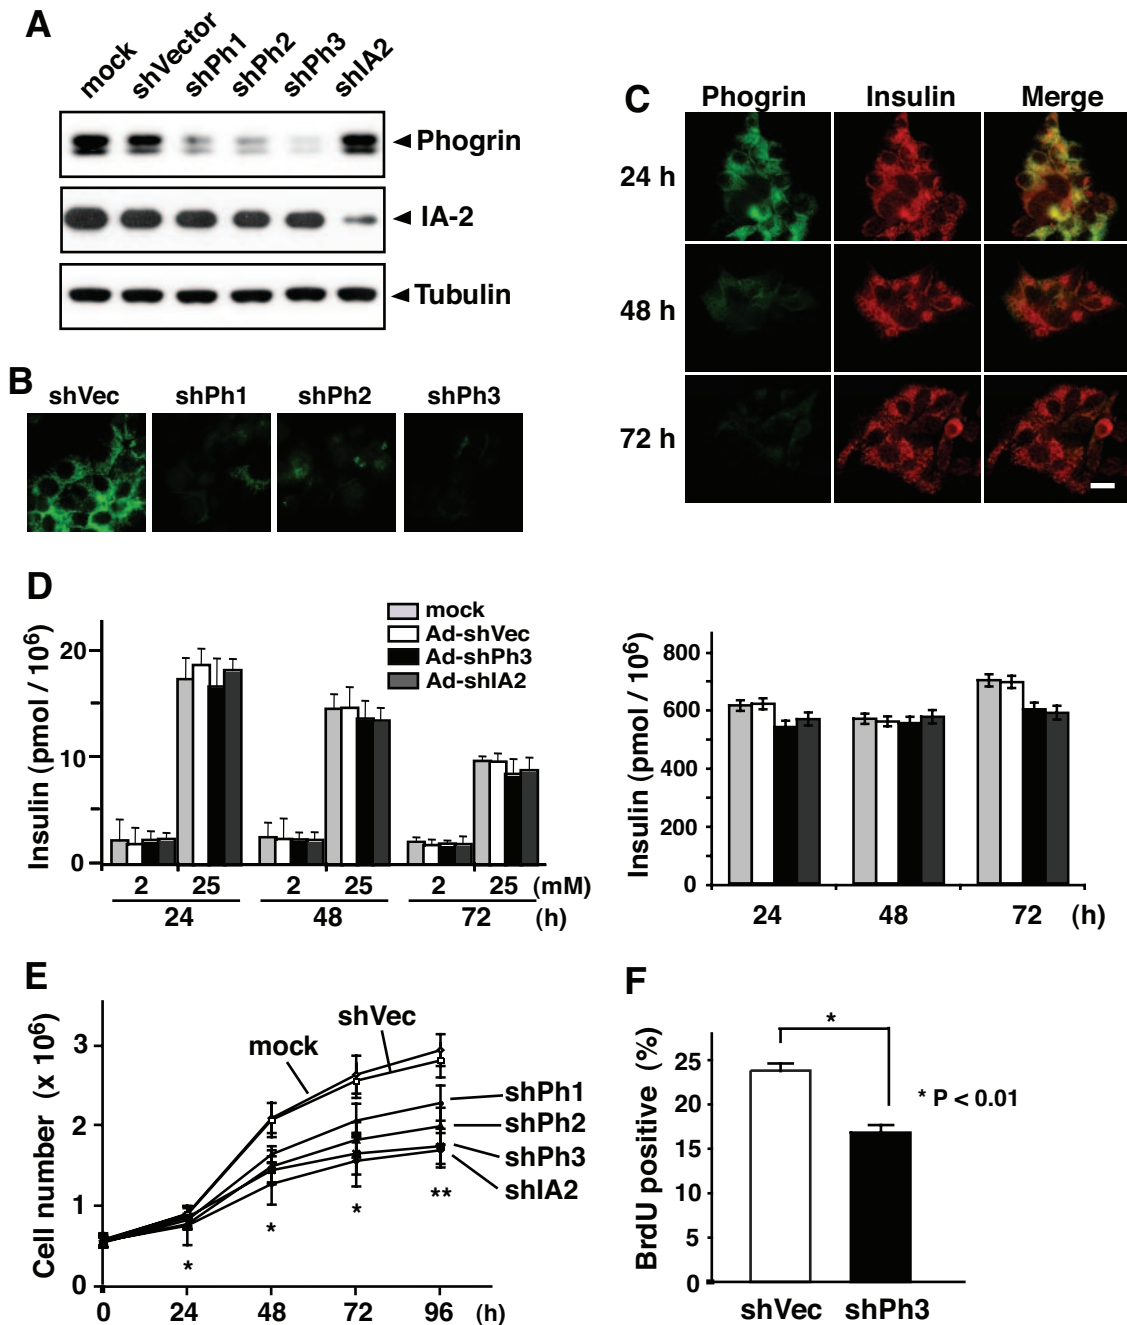 A
mock
shVector
shPh1
shPh2
shPh3
shIA2
Phogrin
IA-2
Tubulin
B
shVec
shPh1
shPh2
shPh3
C
Phogrin
Insulin
Merge
24 h
48 h
72 h
D
Insulin (pmol / 10⁶)
20
10
0
mock
Ad-shVec
Ad-shPh3
Ad-shIA2
2 25 2 25 2 25 (mM)
24 48 72 (h)
Insulin (pmol / 10⁶)
800
600
400
200
0
24 48 72 (h)
E
Cell number (x 10⁶)
3
2
1
0
mock
shVec
shPh1
shPh2
shPh3
shIA2
*
*
*
**
0 24 48 72 96 (h)
F
BrdU positive (%)
25
20
15
10
5
0
*
* P < 0.01
shVec shPh3